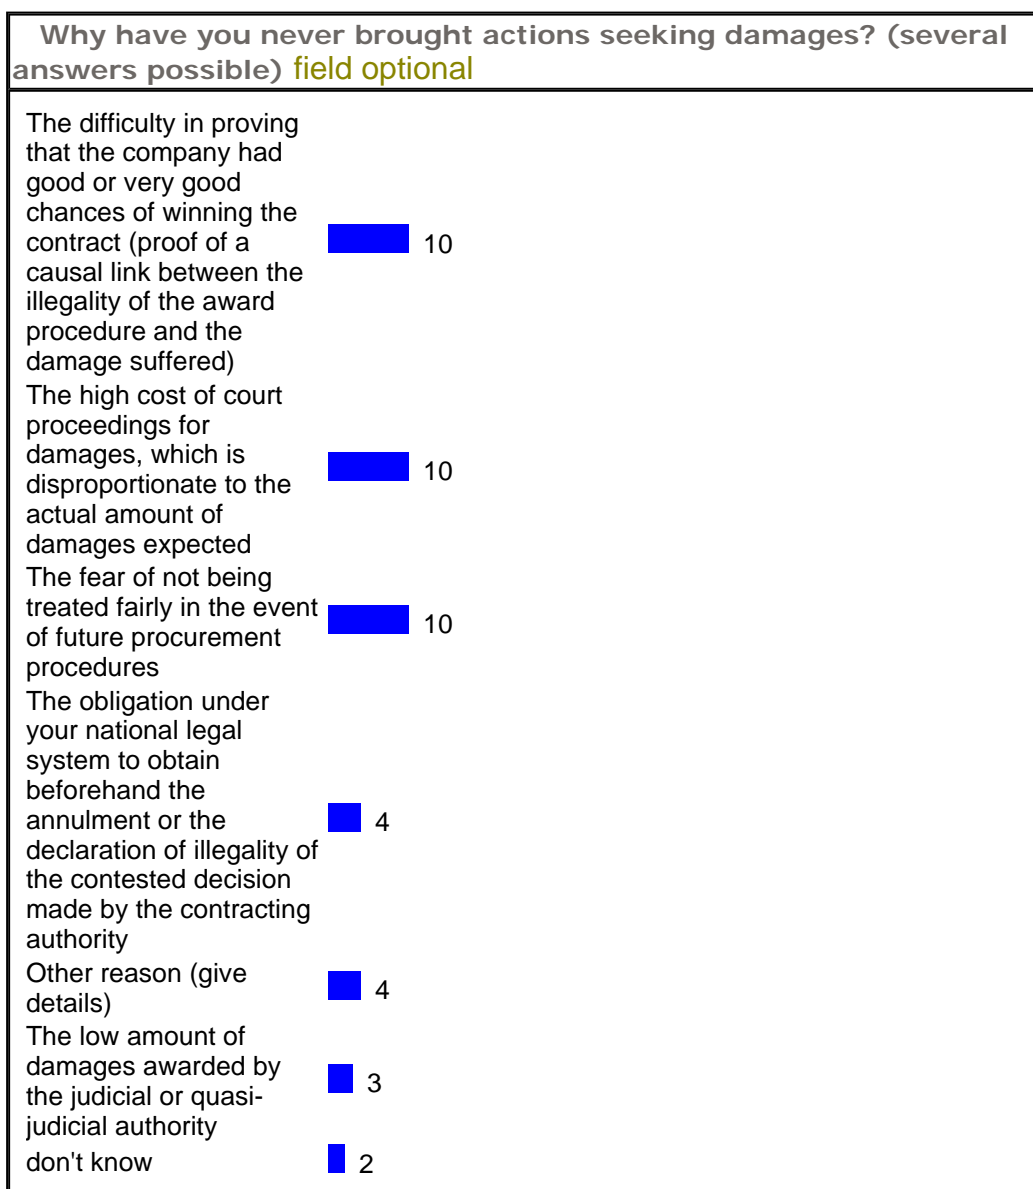 Why have you never brought actions seeking damages? (several
answers possible) field optional
The difficulty in proving
that the company had
good or very good
chances of winning the
contract (proof of a
causal link between the
illegality of the award
procedure and the
damage suffered)
10
The high cost of court
proceedings for
damages, which is
disproportionate to the
actual amount of
damages expected
10
The fear of not being
treated fairly in the event
of future procurement
procedures
10
The obligation under
your national legal
system to obtain
beforehand the
annulment or the
declaration of illegality of
the contested decision
made by the contracting
authority
4
Other reason (give
details)
4
The low amount of
damages awarded by
the judicial or quasi-
judicial authority
3
don't know
2